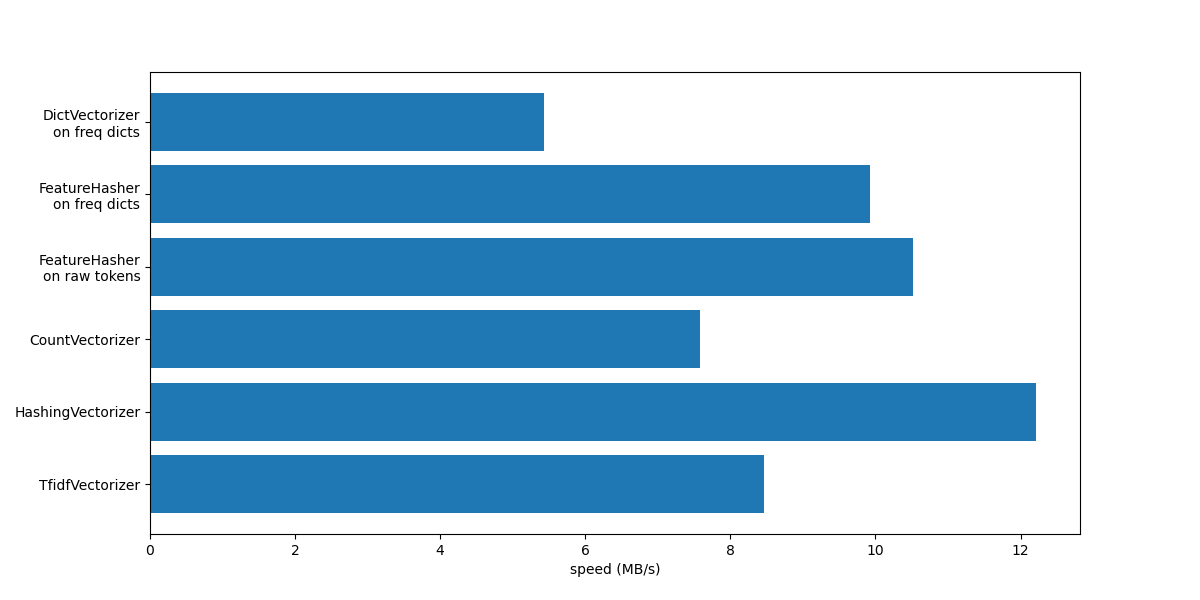 DictVectorizer
on freq dicts
FeatureHasher
on freq dicts
FeatureHasher
on raw tokens
CountVectorizer
HashingVectorizer
TfidfVectorizer
0 2 4 6 8 10 12
speed (MB/s)